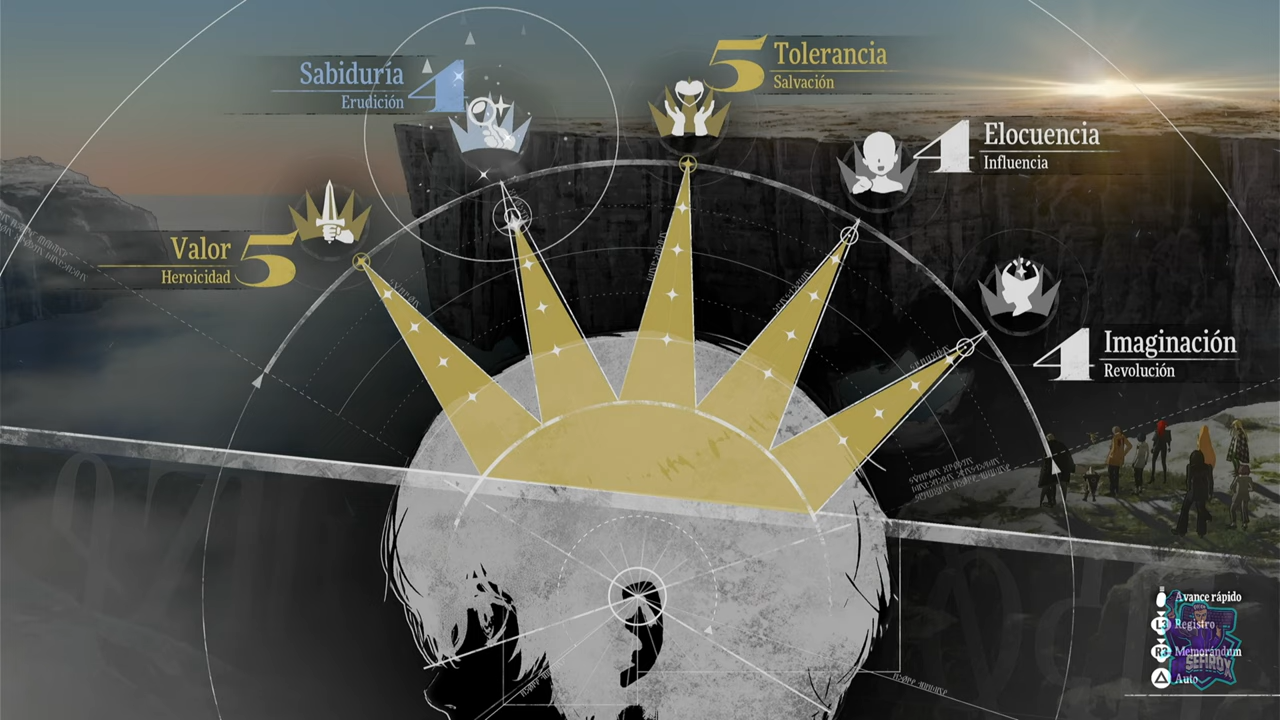 Sabiduría
4
Erudición
5
Tolerancia
Salvación
4
Elocuencia
Influencia
Valor
5
Heroicidad
4
Imaginación
Revolución
Avance rápido
L3 Registro
R3 Memorándum
Auto
SEFIROX